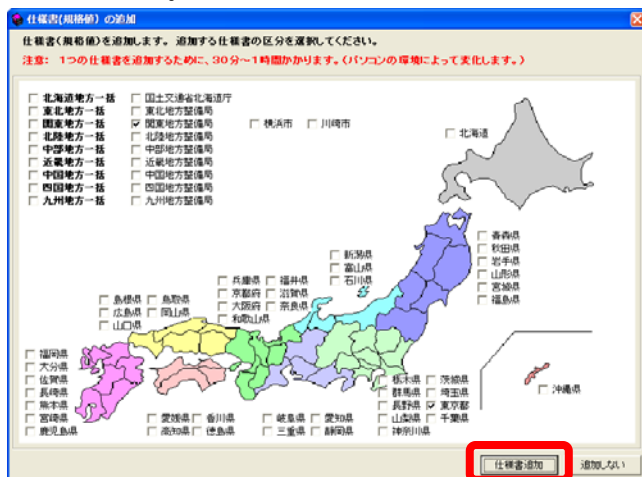 仕様書(規格値)の追加
仕様書(規格値)を追加します。追加する仕様書の区分を選択してください。
注意： 1つの仕様書を追加するために、30分～1時間かかります。(パソコンの環境によって変化します。)
北海道地方一括 国土交通省北海道庁
東北地方一括 東北地方整備局
関東地方一括 関東地方整備局 横浜市 川崎市
北陸地方一括 北陸地方整備局
中部地方一括 中部地方整備局
近畿地方一括 近畿地方整備局
中国地方一括 中国地方整備局
四国地方一括 四国地方整備局
九州地方一括 九州地方整備局
北海道
青森県
秋田県
岩手県
山形県
宮城県
福島県
新潟県
富山県
石川県
兵庫県 福井県
京都府 滋賀県
大阪府 奈良県
和歌山県
島根県 鳥取県
広島県 岡山県
山口県
福岡県
大分県
佐賀県
長崎県
熊本県
宮崎県
鹿児島県
愛媛県 香川県
高知県 徳島県
岐阜県 愛知県
三重県 静岡県
栃木県 茨城県
群馬県 埼玉県
長野県 東京都
山梨県 千葉県
神奈川県
沖縄県
仕様書追加 追加しない